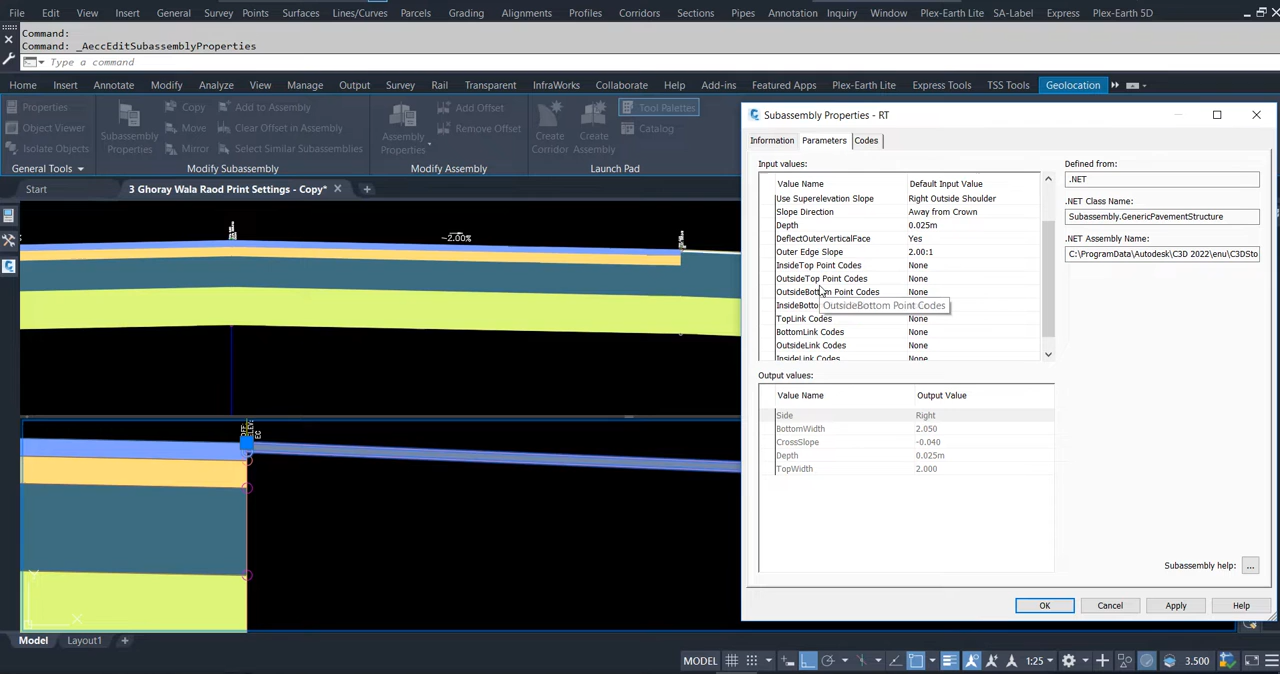 File Edit View Insert General Survey Points Surfaces Lines/Curves Parcels Grading Alignments Profiles Corridors Sections Pipes Annotation Inquiry Window Plex-Earth Lite SA-Label Express Plex-Earth 5D
Command:
Command: _AeccEditSubassemblyProperties
Type a command
Home Insert Annotate Modify Analyze View Manage Output Survey Rail Transparent InfraWorks Collaborate Help Add-ins Featured Apps Plex-Earth Lite Express Tools TSS Tools Geolocation
Properties
Object Viewer
Isolate Objects
General Tools
Subassembly Properties
Copy
Move
Mirror
Add to Assembly
Clear Offset in Assembly
Select Similar Subassemblies
Modify Subassembly
Assembly Properties
Add Offset
Remove Offset
Modify Assembly
Create Corridor
Create Assembly
Tool Palettes
Catalog
Launch Pad
Start
3 Ghoray Wala Raod Print Settings - Copy*
-2.00%
EC
Y
X
Subassembly Properties - RT
Information Parameters Codes
Input values:
Value Name Default Input Value
Use Superelevation Slope Right Outside Shoulder
Slope Direction Away from Crown
Depth 0.025m
DeflectOuterVerticalFace Yes
Outer Edge Slope 2.00:1
InsideTop Point Codes None
OutsideTop Point Codes None
OutsideBottom Point Codes None
InsideBotto
OutsideBottom Point Codes
TopLink Codes None
BottomLink Codes None
OutsideLink Codes None
InsideLink Codes None
Output values:
Value Name Output Value
Side Right
BottomWidth 2.050
CrossSlope -0.040
Depth 0.025m
TopWidth 2.000
Defined from:
.NET
.NET Class Name:
Subassembly.GenericPavementStructure
.NET Assembly Name:
C:\ProgramData\Autodesk\C3D 2022\enu\C3DSto
Subassembly help: ...
OK Cancel Apply Help
Model Layout1
MODEL 1:25 3.500